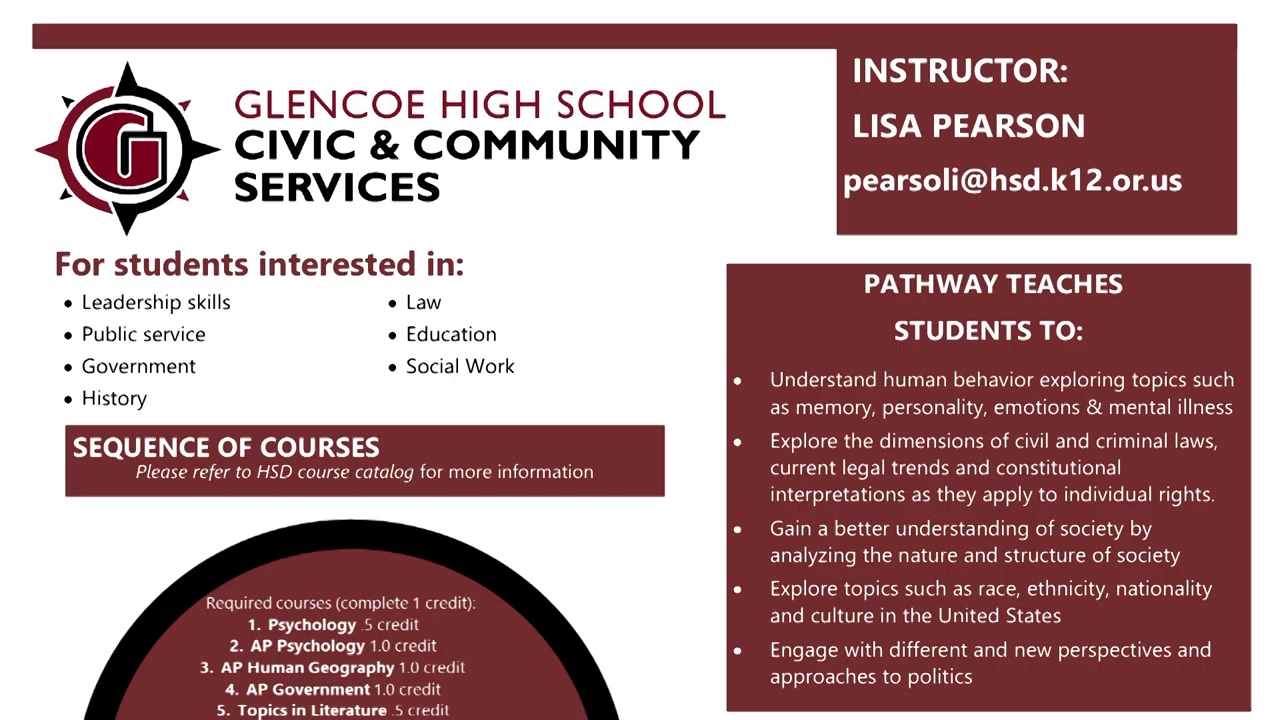 GLENCOE HIGH SCHOOL
CIVIC & COMMUNITY
SERVICES
INSTRUCTOR:
LISA PEARSON
pearsoli@hsd.k12.or.us
For students interested in:
• Leadership skills
• Public service
• Government
• History
• Law
• Education
• Social Work
SEQUENCE OF COURSES
Please refer to HSD course catalog for more information
Required courses (complete 1 credit):
1. Psychology .5 credit
2. AP Psychology 1.0 credit
3. AP Human Geography 1.0 credit
4. AP Government 1.0 credit
5. Topics in Literature .5 credit
PATHWAY TEACHES
STUDENTS TO:
• Understand human behavior exploring topics such
as memory, personality, emotions & mental illness
• Explore the dimensions of civil and criminal laws,
current legal trends and constitutional
interpretations as they apply to individual rights.
• Gain a better understanding of society by
analyzing the nature and structure of society
• Explore topics such as race, ethnicity, nationality
and culture in the United States
• Engage with different and new perspectives and
approaches to politics